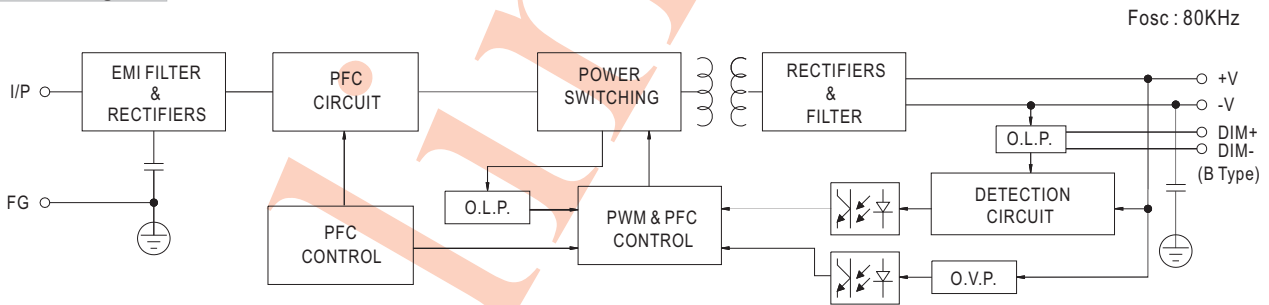 Fosc : 80KHz
I/P
EMI FILTER
&
RECTIFIERS
PFC
CIRCUIT
POWER
SWITCHING
RECTIFIERS
&
FILTER
+V
-V
DIM+
DIM-
(B Type)
O.L.P.
FG
O.L.P.
PFC
CONTROL
PWM & PFC
CONTROL
DETECTION
CIRCUIT
O.V.P.